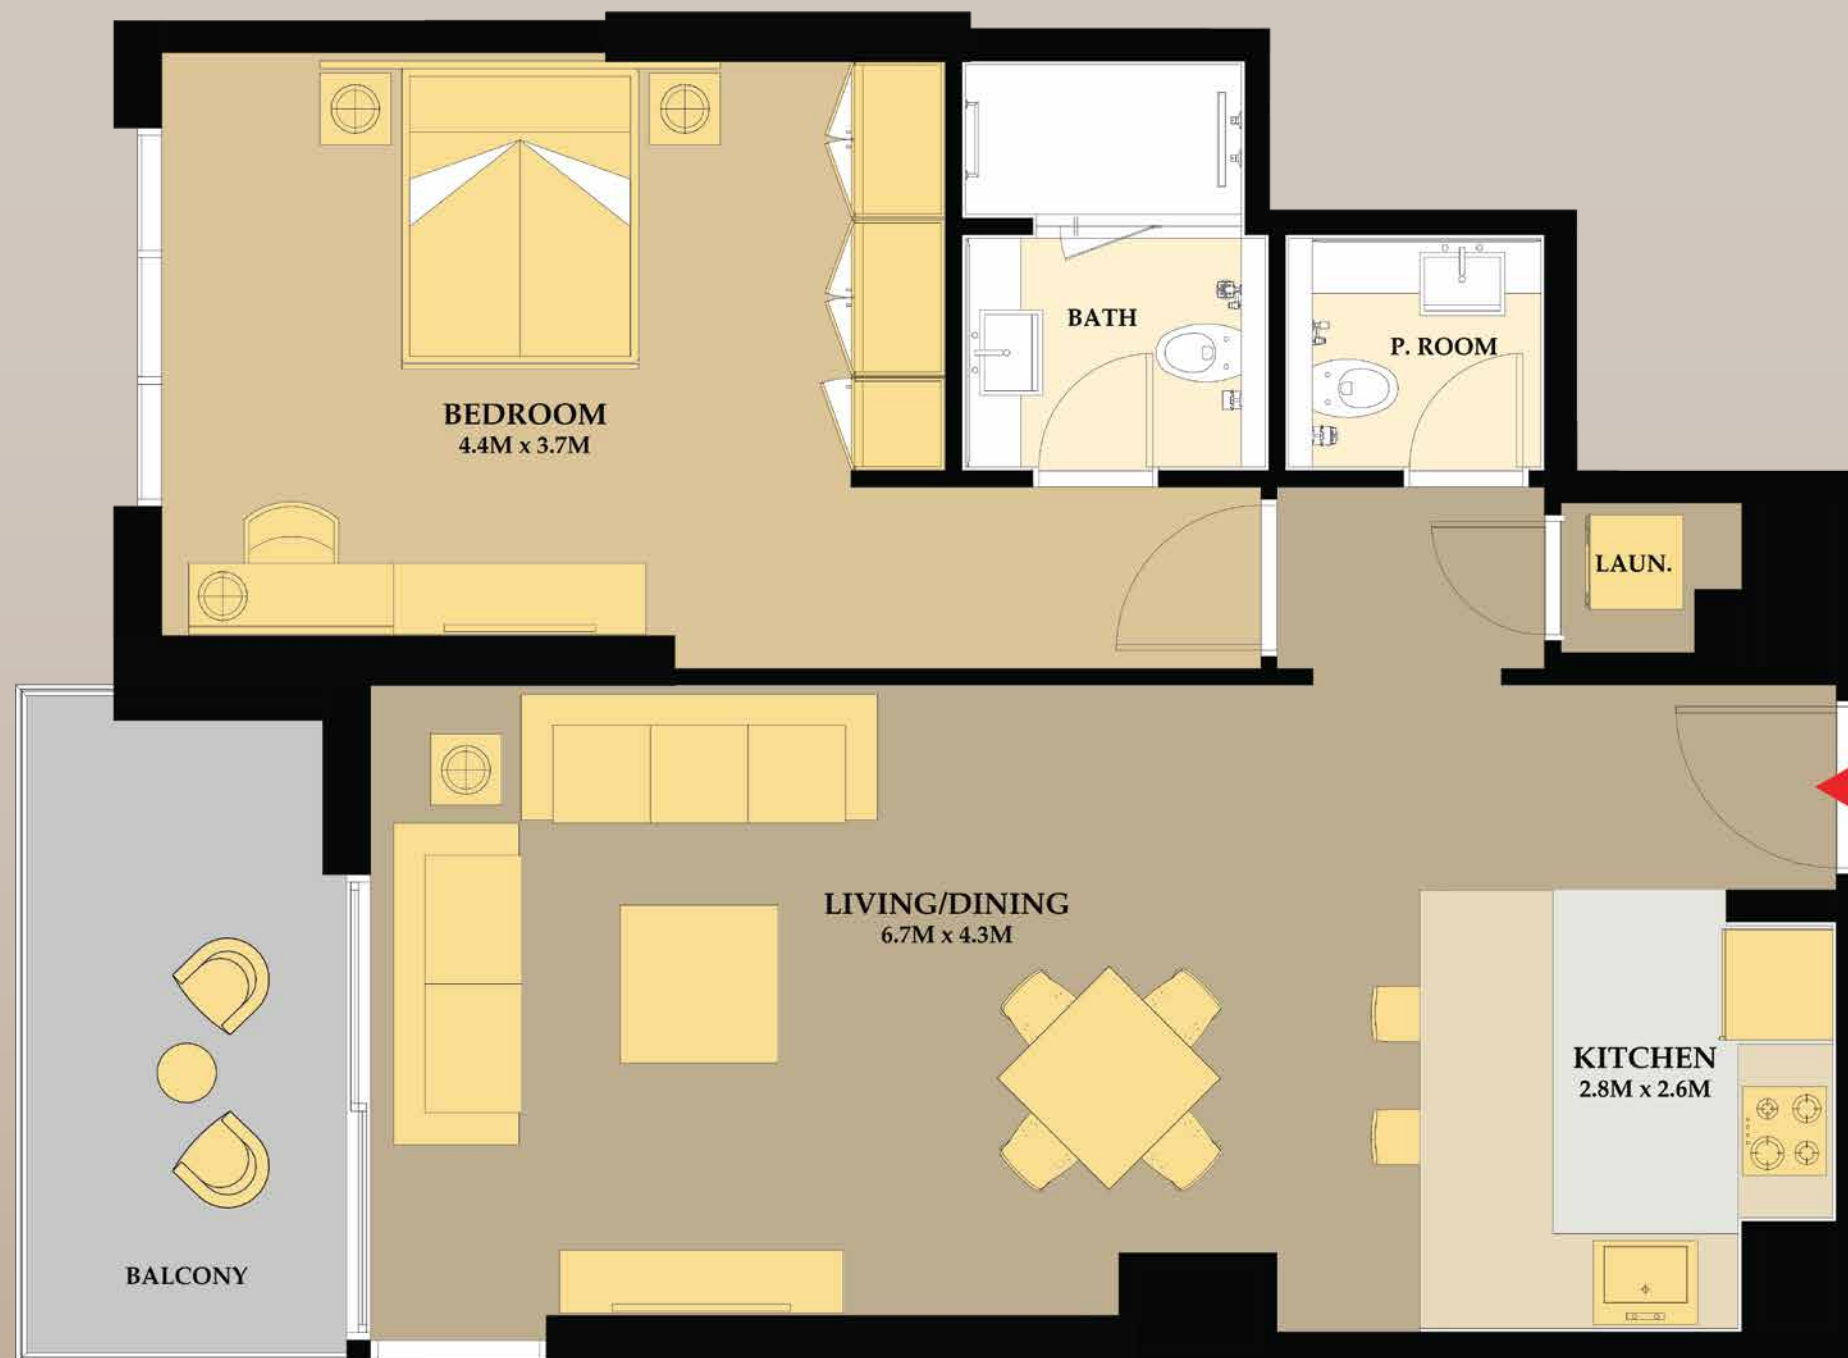 BATH
P. ROOM
BEDROOM
4.4M x 3.7M
LAUN.
LIVING/DINING
6.7M x 4.3M
KITCHEN
2.8M x 2.6M
BALCONY